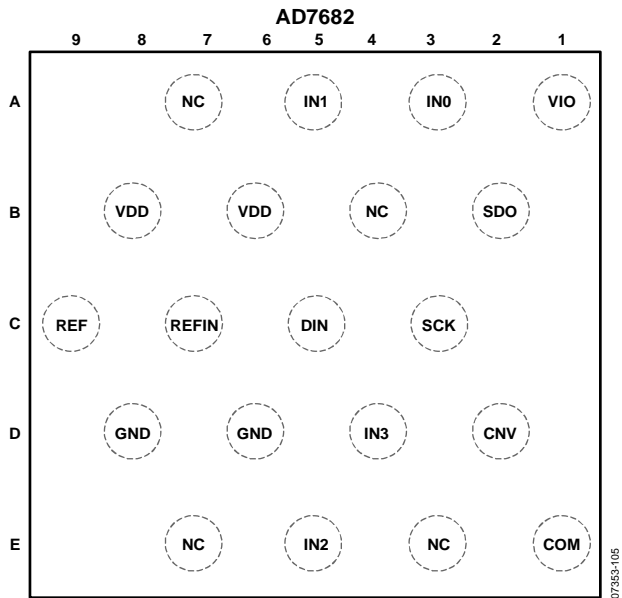 AD7682
9 8 7 6 5 4 3 2 1
A NC IN1 IN0 VIO
B VDD VDD NC SDO
C REF REFIN DIN SCK
D GND GND IN3 CNV
E NC IN2 NC COM
07353-105